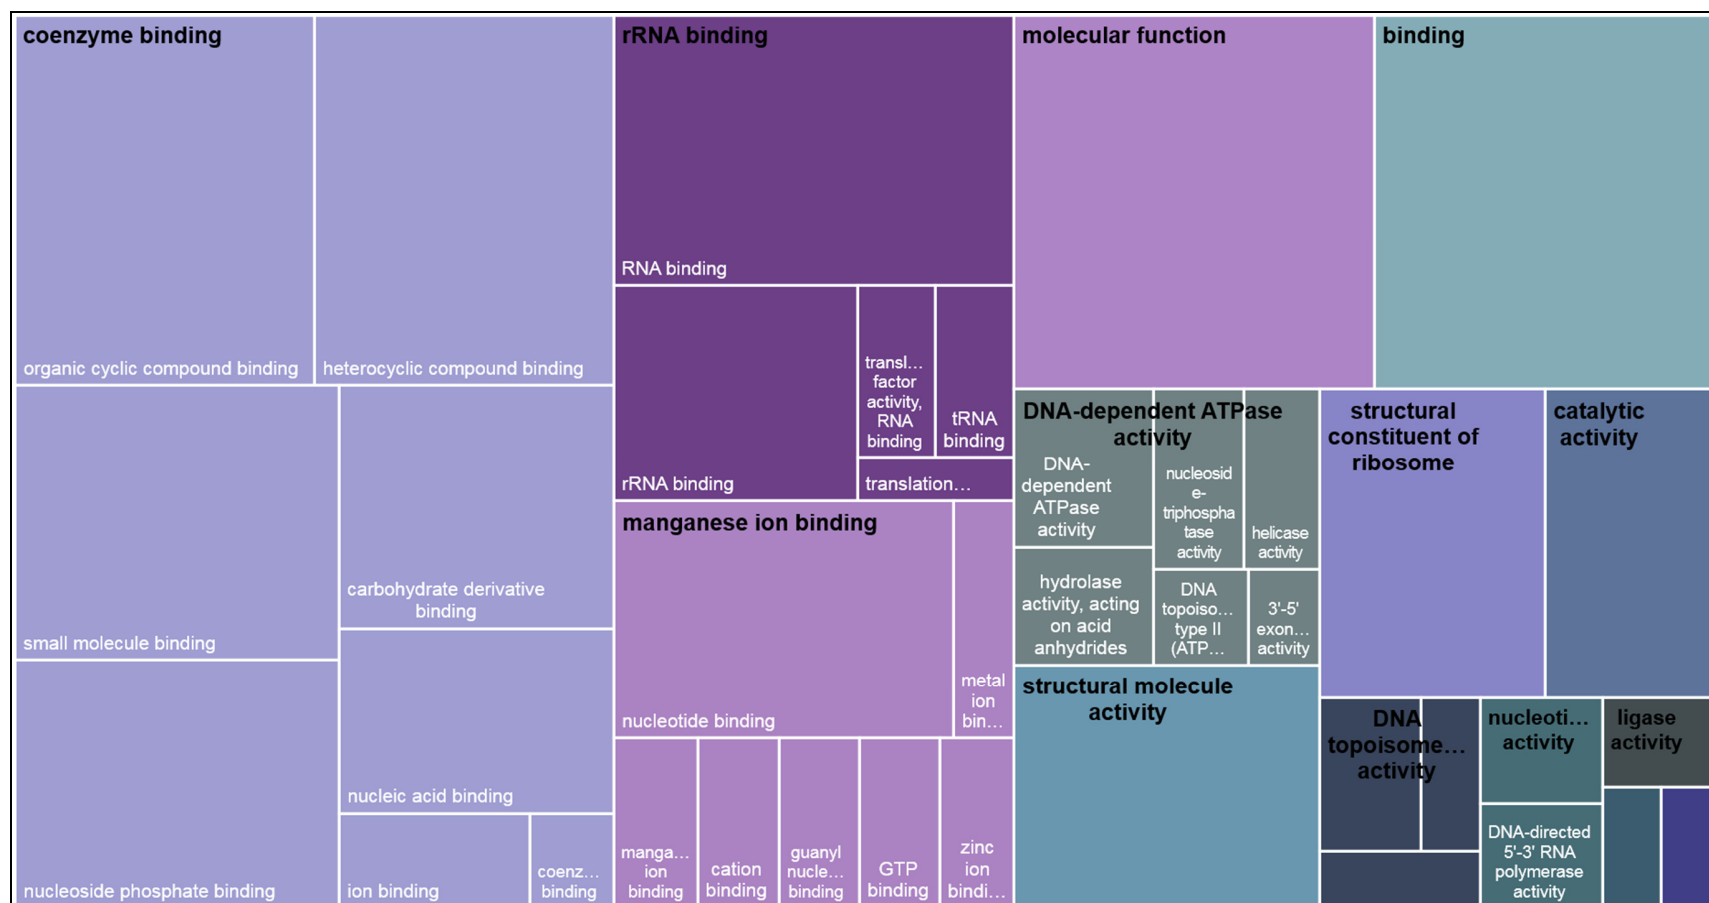 coenzyme binding
organic cyclic compound binding
heterocyclic compound binding
small molecule binding
carbohydrate derivative
binding
nucleic acid binding
nucleoside phosphate binding
ion binding
coenz…
binding
rRNA binding
RNA binding
rRNA binding
transl…
factor
activity,
RNA
binding
tRNA
binding
translation…
manganese ion binding
nucleotide binding
metal
ion
bin…
manga…
ion
binding
cation
binding
guanyl
nucle…
binding
GTP
binding
zinc
ion
bindi…
molecular function
binding
DNA-dependent ATPase
activity
DNA-
dependent
ATPase
activity
nucleosid
e-
triphospha
tase
activity
helicase
activity
hydrolase
activity, acting
on acid
anhydrides
DNA
topoiso…
type II
(ATP…
3'-5'
exon…
activity
structural molecule
activity
structural
constituent of
ribosome
catalytic
activity
DNA
topoisome…
activity
nucleoti…
activity
DNA-directed
5'-3' RNA
polymerase
activity
ligase
activity